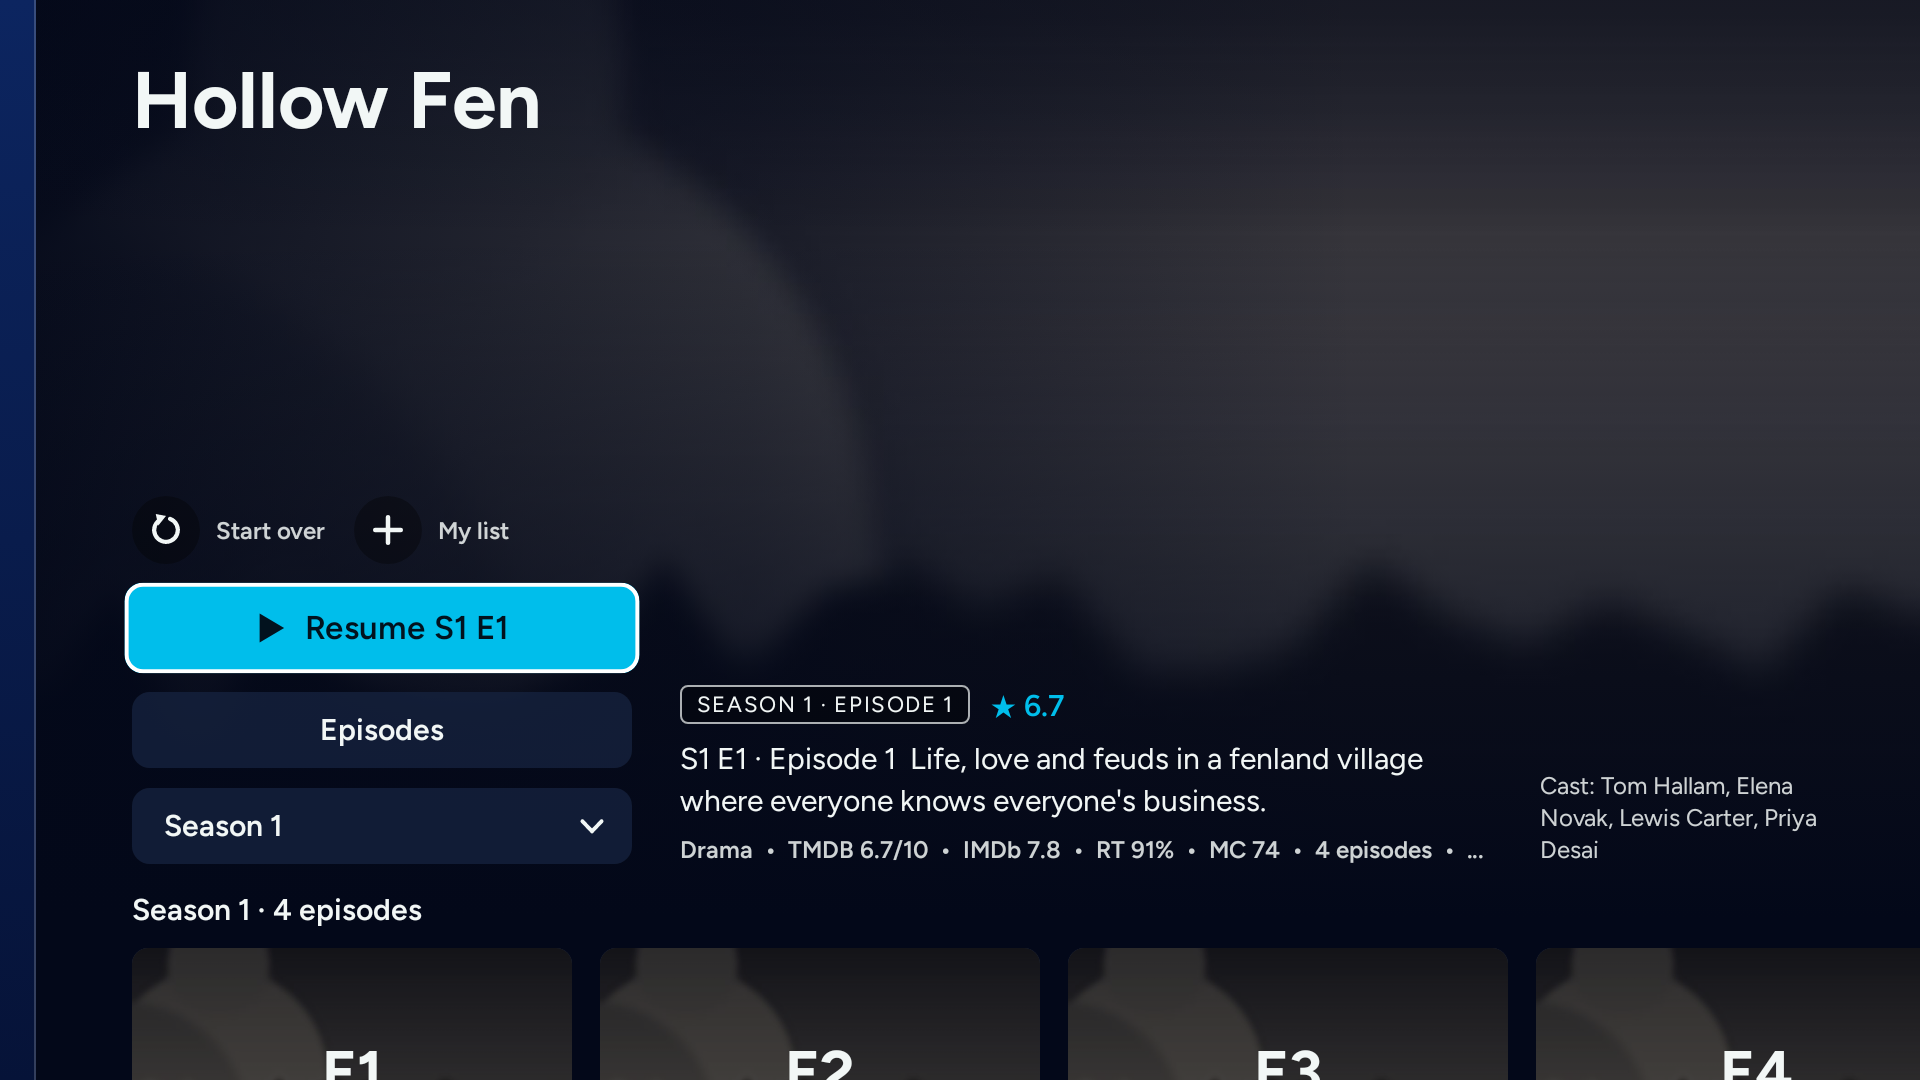 Hollow Fen
Start over
My list
Resume S1 E1
Episodes
Season 1
SEASON 1 · EPISODE 1
★ 6.7
S1 E1 · Episode 1 Life, love and feuds in a fenland village
where everyone knows everyone's business.
Drama • TMDB 6.7/10 • IMDb 7.8 • RT 91% • MC 74 • 4 episodes • ...
Cast: Tom Hallam, Elena
Novak, Lewis Carter, Priya
Desai
Season 1 · 4 episodes
E1
E2
E3
E4